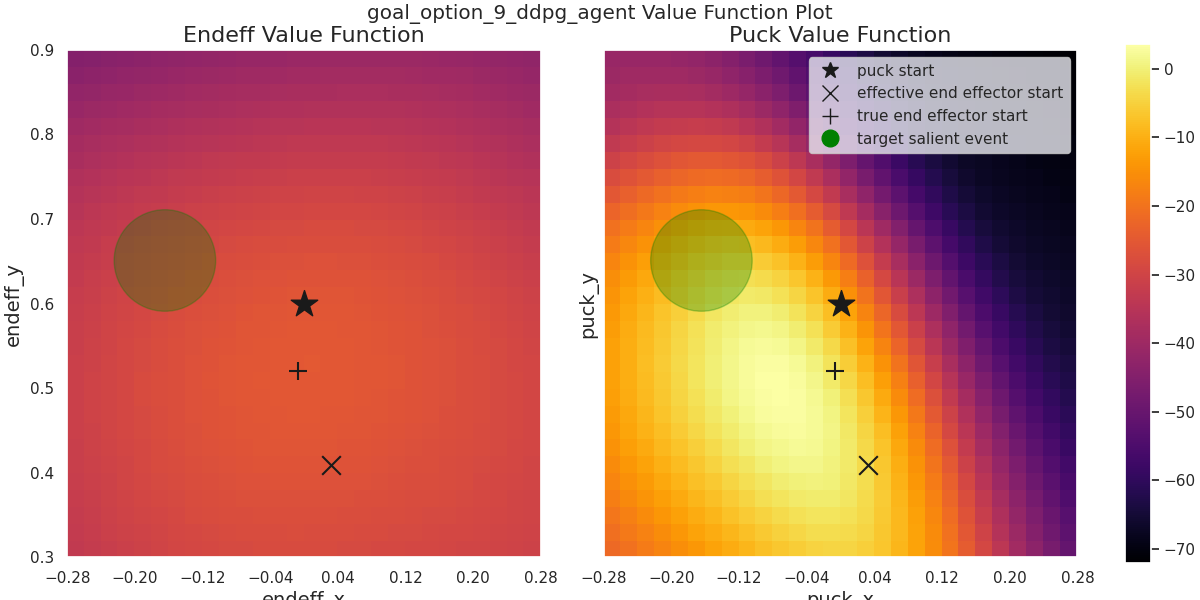 goal_option_9_ddpg_agent Value Function Plot
Endeff Value Function
Puck Value Function
puck start
effective end effector start
true end effector start
target salient event
0.9
0.8
0.7
0.6
0.5
0.4
0.3
endeff_y
−0.28 −0.20 −0.12 −0.04 0.04 0.12 0.20 0.28
endeff_x
puck_y
−0.28 −0.20 −0.12 −0.04 0.04 0.12 0.20 0.28
puck_x
0
−10
−20
−30
−40
−50
−60
−70